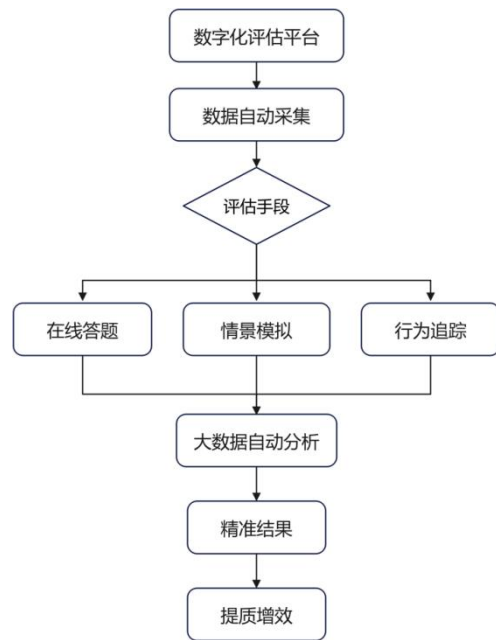 数字化评估平台
数据自动采集
评估手段
在线答题
情景模拟
行为追踪
大数据自动分析
精准结果
提质增效